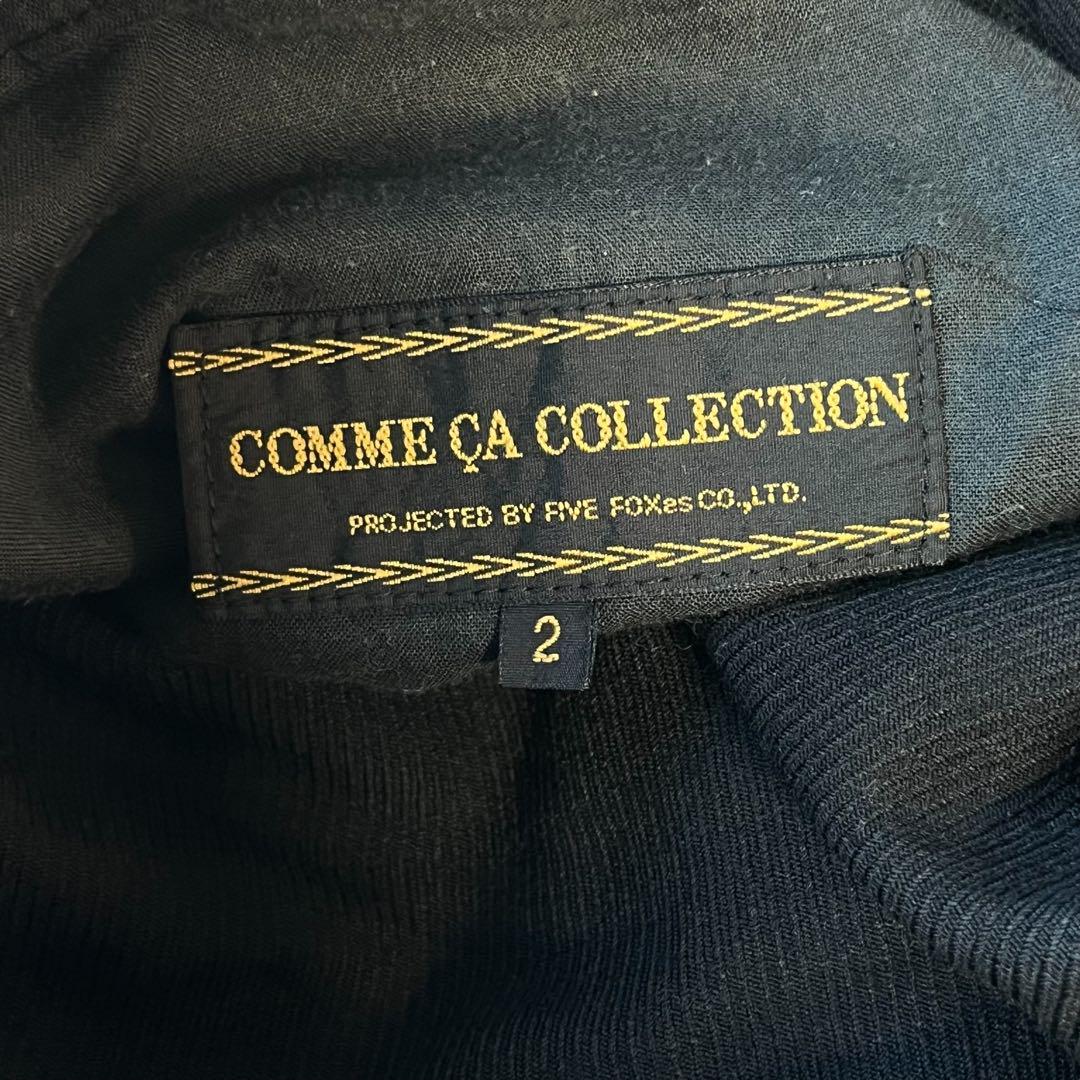 COMME ÇA COLLECTION
PROJECTED BY FIVE FOXes CO.,LTD.
2